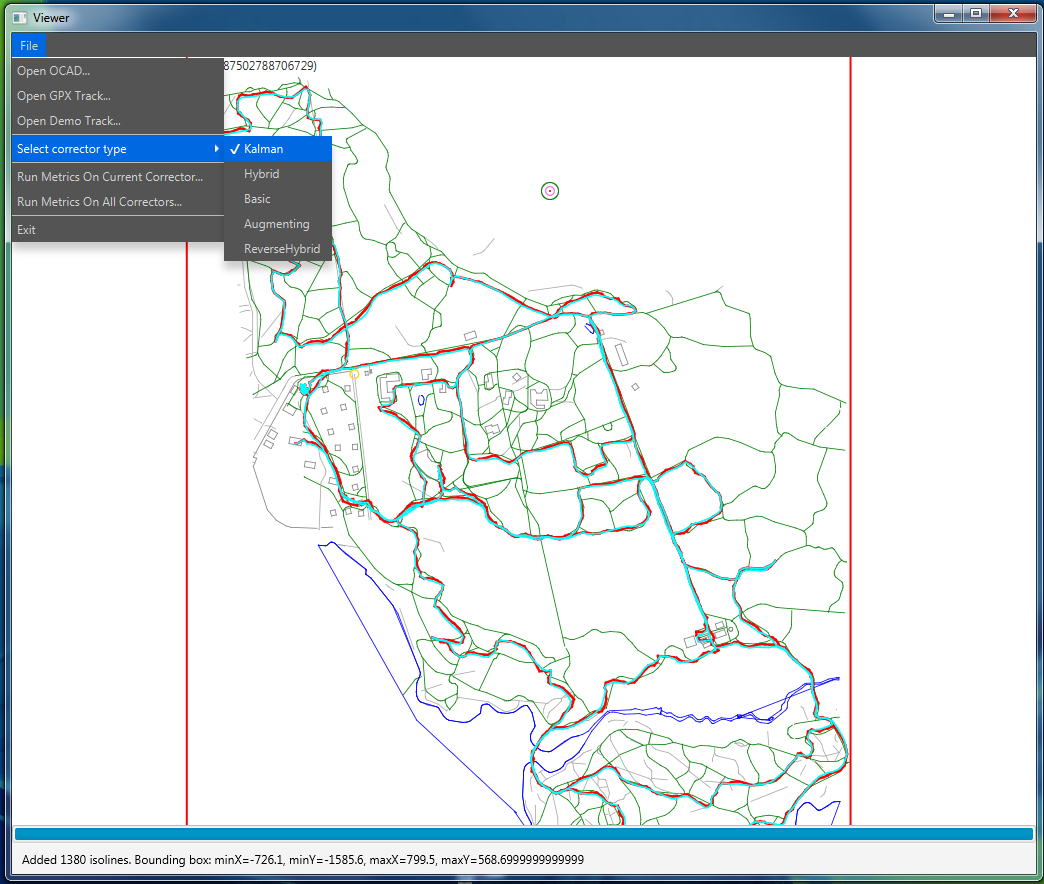 Viewer
File
87502788706729)
Open OCAD...
Open GPX Track...
Open Demo Track...
Select corrector type
Kalman
Hybrid
Run Metrics On Current Corrector...
Basic
Run Metrics On All Correctors...
Augmenting
Exit
ReverseHybrid
Added 1380 isolines. Bounding box: minX=-726.1, minY=-1585.6, maxX=799.5, maxY=568.6999999999999